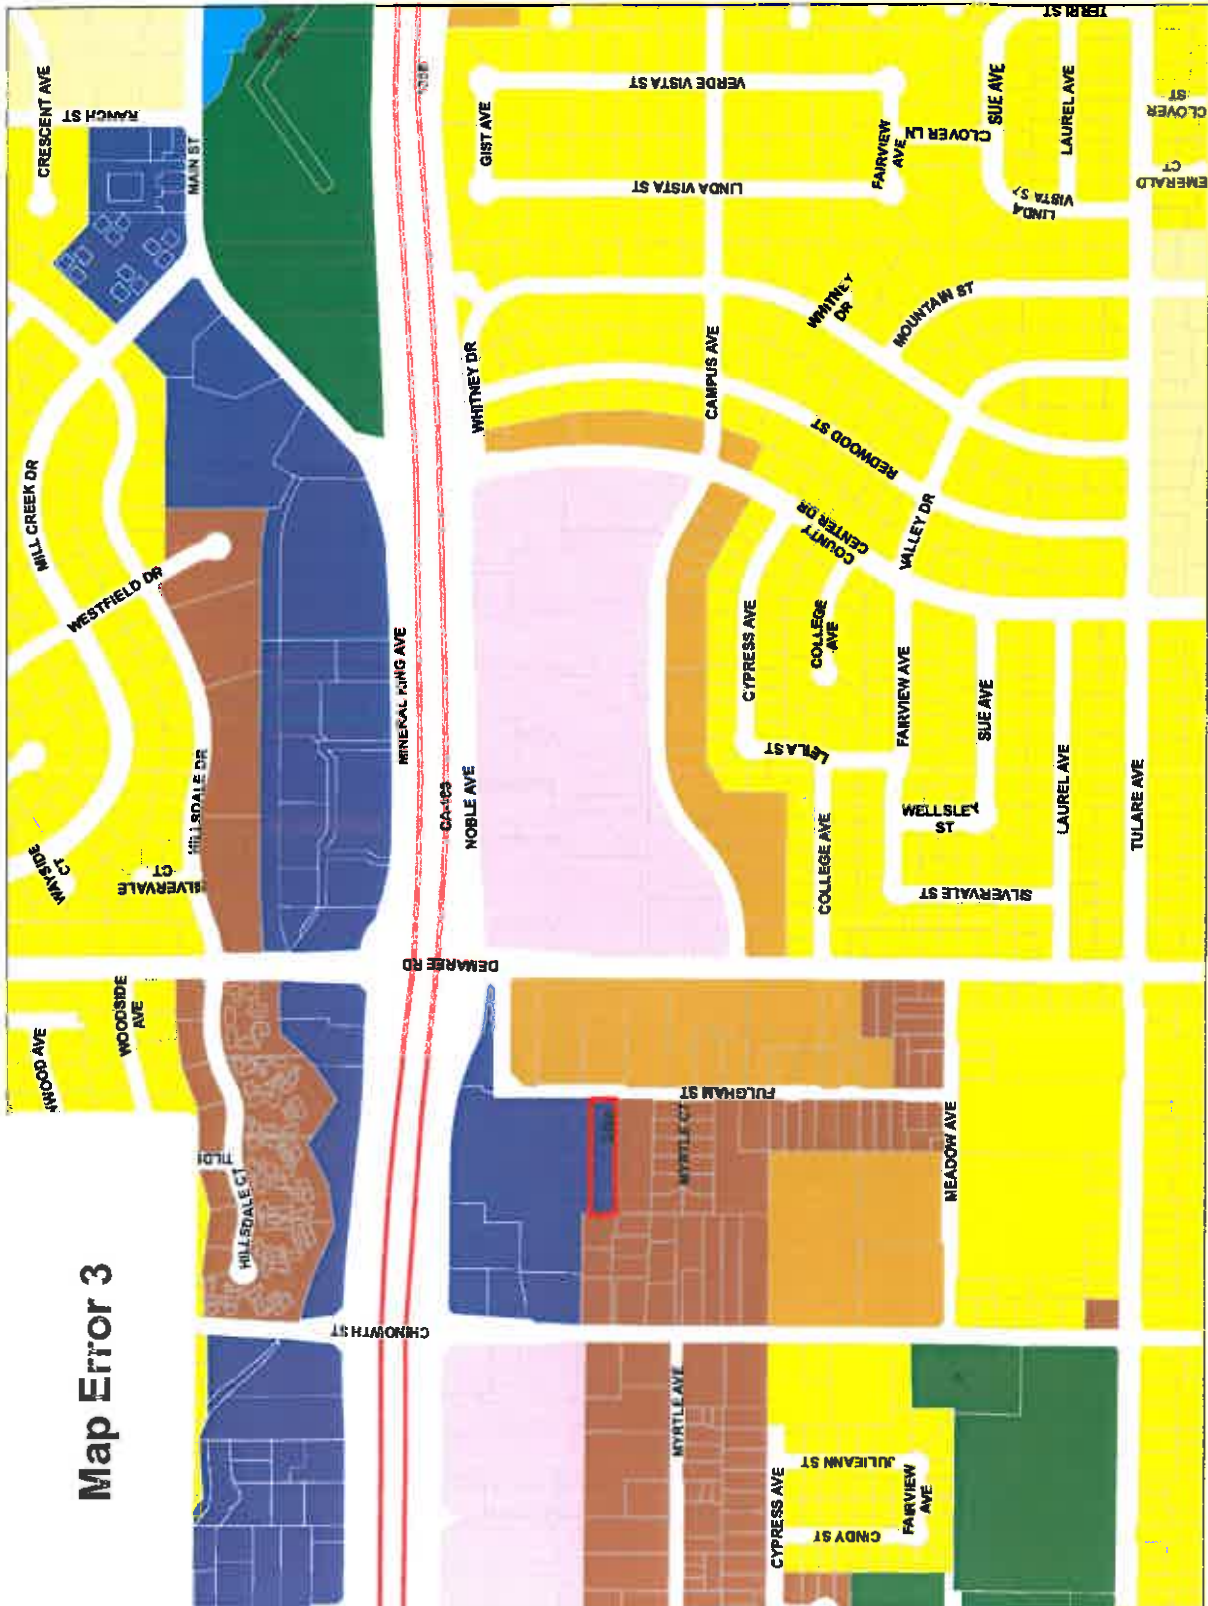 Map Error 3
CRESCENT AVE
RANCH ST
MAIN ST
MILL CREEK DR
WESTFIELD DR
HILLSDALE DR
WAYSIDE
CT
SILVERVALE
CT
WOODSIDE
AVE
HILLSDALE CT
MINERAL KING AVE
CA-198
NOBLE AVE
DEMAREE RD
CHINOWTH ST
GIST AVE
VERDE VISTA ST
LINDA VISTA ST
FAIRVIEW
AVE
CLOVER LN
SUE AVE
LAUREL AVE
TERRI ST
CLOVER
ST
EMERALD
CT
LINDA
VISTA ST
WHITNEY DR
CAMPUS AVE
WHITNEY
DR
MOUNTAIN ST
REDWOOD ST
COUNTY
CENTER DR
VALLEY DR
CYPRESS AVE
COLLEGE
AVE
FAIRVIEW AVE
SUE AVE
LEILA ST
COLLEGE AVE
WELLSLEY
ST
SILVERVALE ST
LAUREL AVE
TULARE AVE
FULGHAM ST
MYRTLE CT
MEADOW AVE
MYRTLE AVE
CYPRESS AVE
JULIEANN ST
CINDY ST
FAIRVIEW
AVE